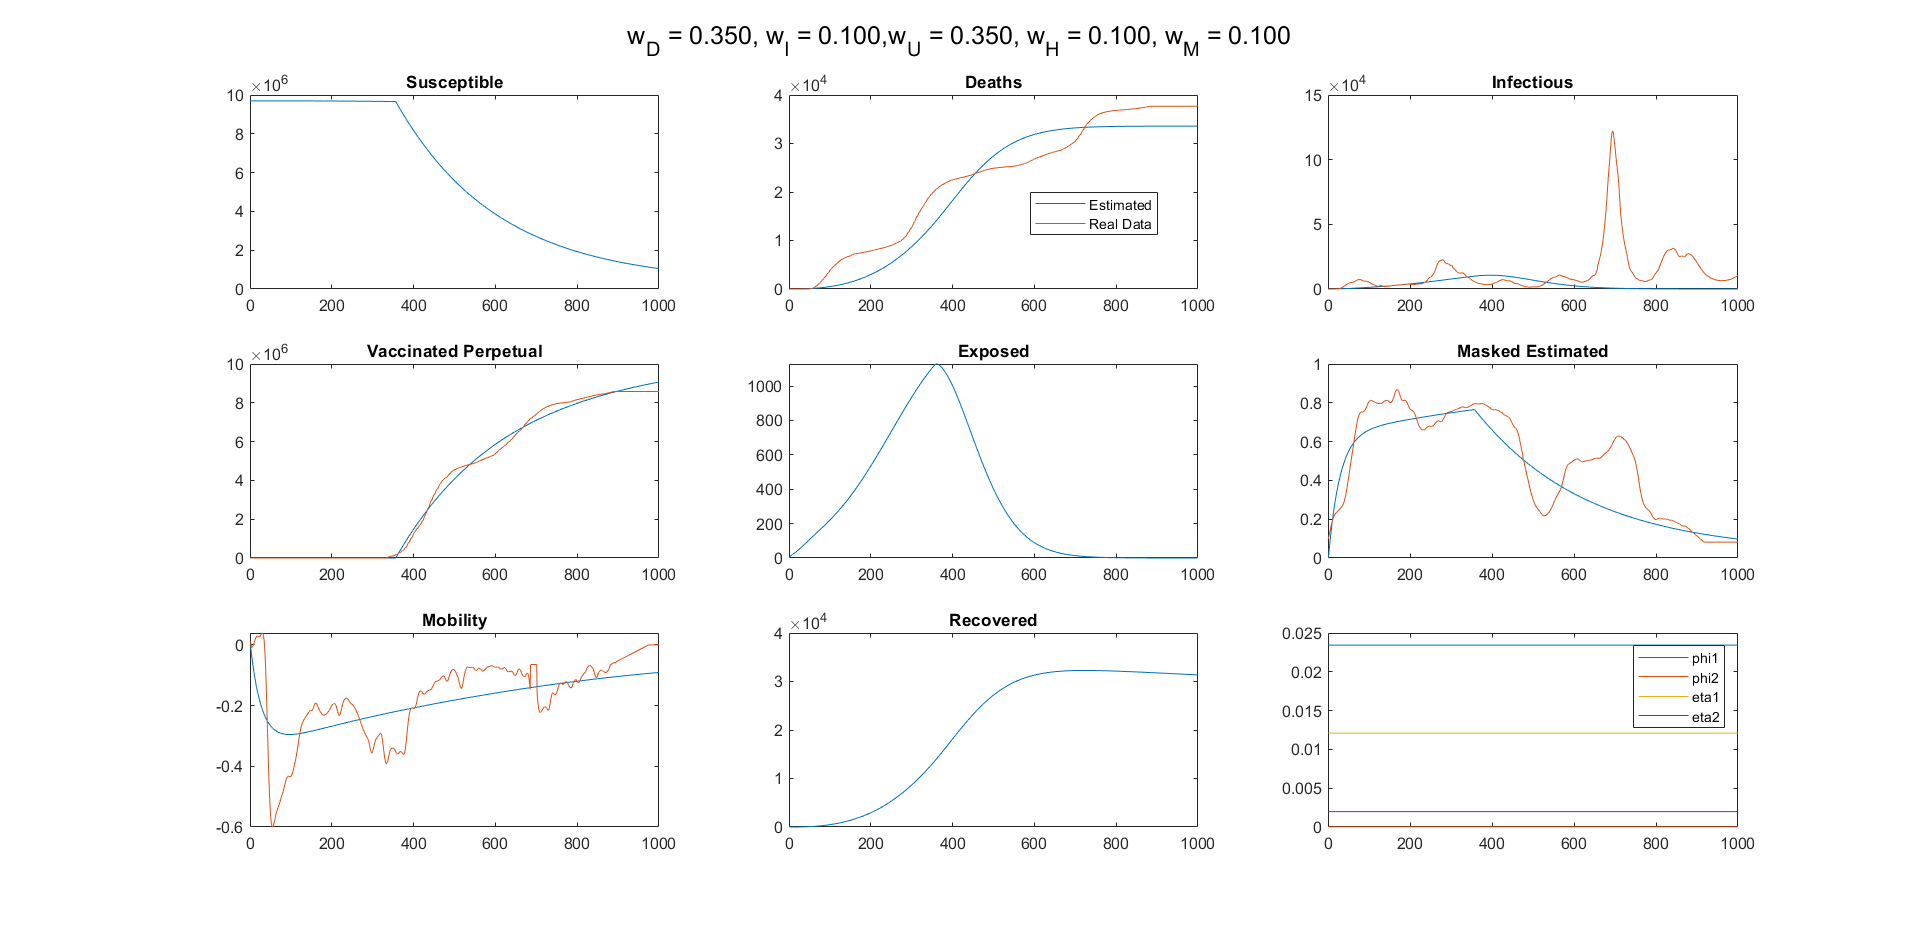 w_D = 0.350, w_I = 0.100,w_U = 0.350, w_H = 0.100, w_M = 0.100
Susceptible
×10^6
10
8
6
4
2
0
0 200 400 600 800 1000
Deaths
×10^4
4
3
2
1
0
Estimated
Real Data
0 200 400 600 800 1000
Infectious
×10^4
15
10
5
0
0 200 400 600 800 1000
Vaccinated Perpetual
×10^6
10
8
6
4
2
0
0 200 400 600 800 1000
Exposed
1000
800
600
400
200
0
0 200 400 600 800 1000
Masked Estimated
1
0.8
0.6
0.4
0.2
0
0 200 400 600 800 1000
Mobility
0
-0.2
-0.4
-0.6
0 200 400 600 800 1000
Recovered
×10^4
4
3
2
1
0
0 200 400 600 800 1000
0.025
0.02
0.015
0.01
0.005
0
phi1
phi2
eta1
eta2
0 200 400 600 800 1000